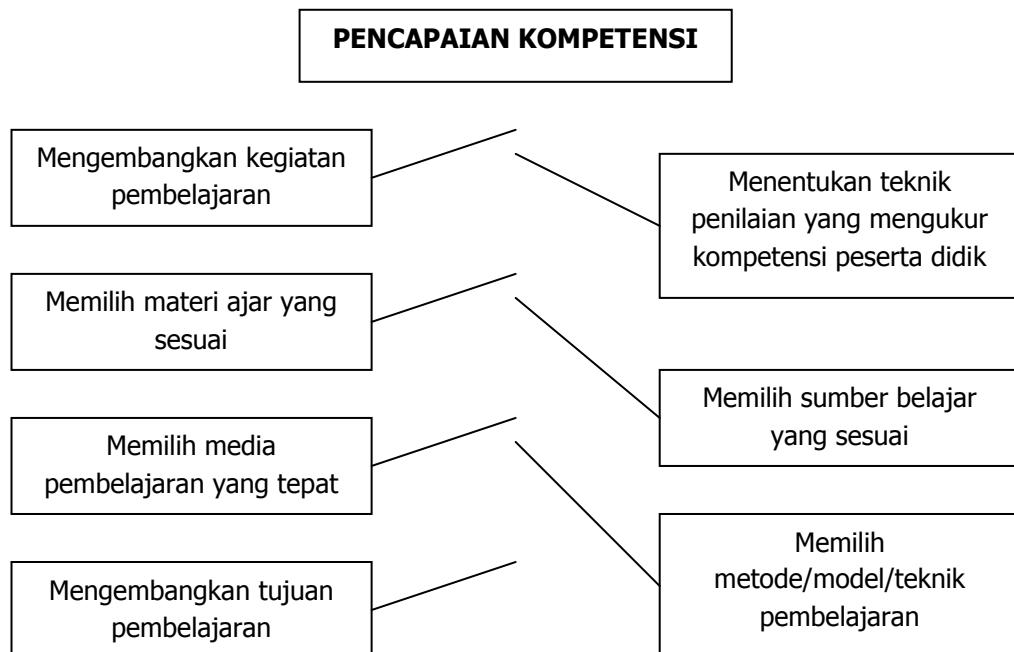 PENCAPAIAN KOMPETENSI
Mengembangkan kegiatan
pembelajaran
Menentukan teknik
penilaian yang mengukur
kompetensi peserta didik
Memilih materi ajar yang
sesuai
Memilih sumber belajar
yang sesuai
Memilih media
pembelajaran yang tepat
Memilih
metode/model/teknik
pembelajaran
Mengembangkan tujuan
pembelajaran